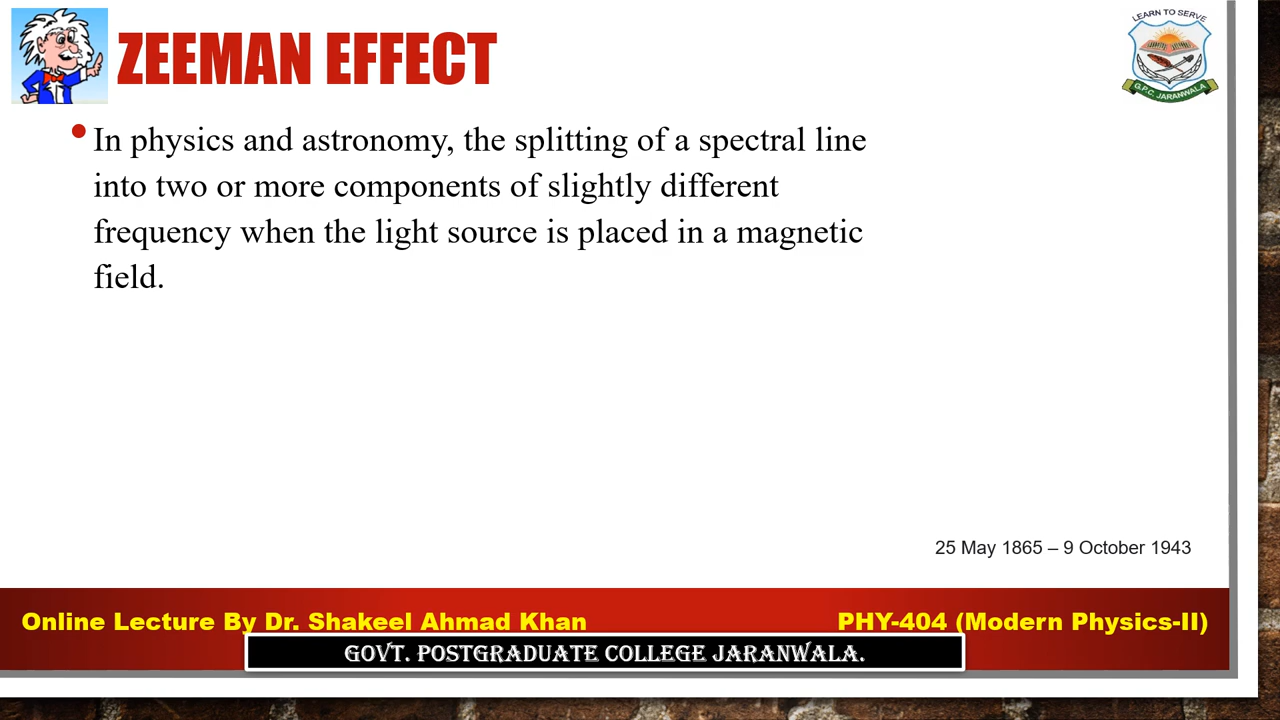 ZEEMAN EFFECT
LEARN TO SERVE
G.P.C. JARANWALA
• In physics and astronomy, the splitting of a spectral line
into two or more components of slightly different
frequency when the light source is placed in a magnetic
field.
25 May 1865 – 9 October 1943
Online Lecture By Dr. Shakeel Ahmad Khan
PHY-404 (Modern Physics-II)
GOVT. POSTGRADUATE COLLEGE JARANWALA.